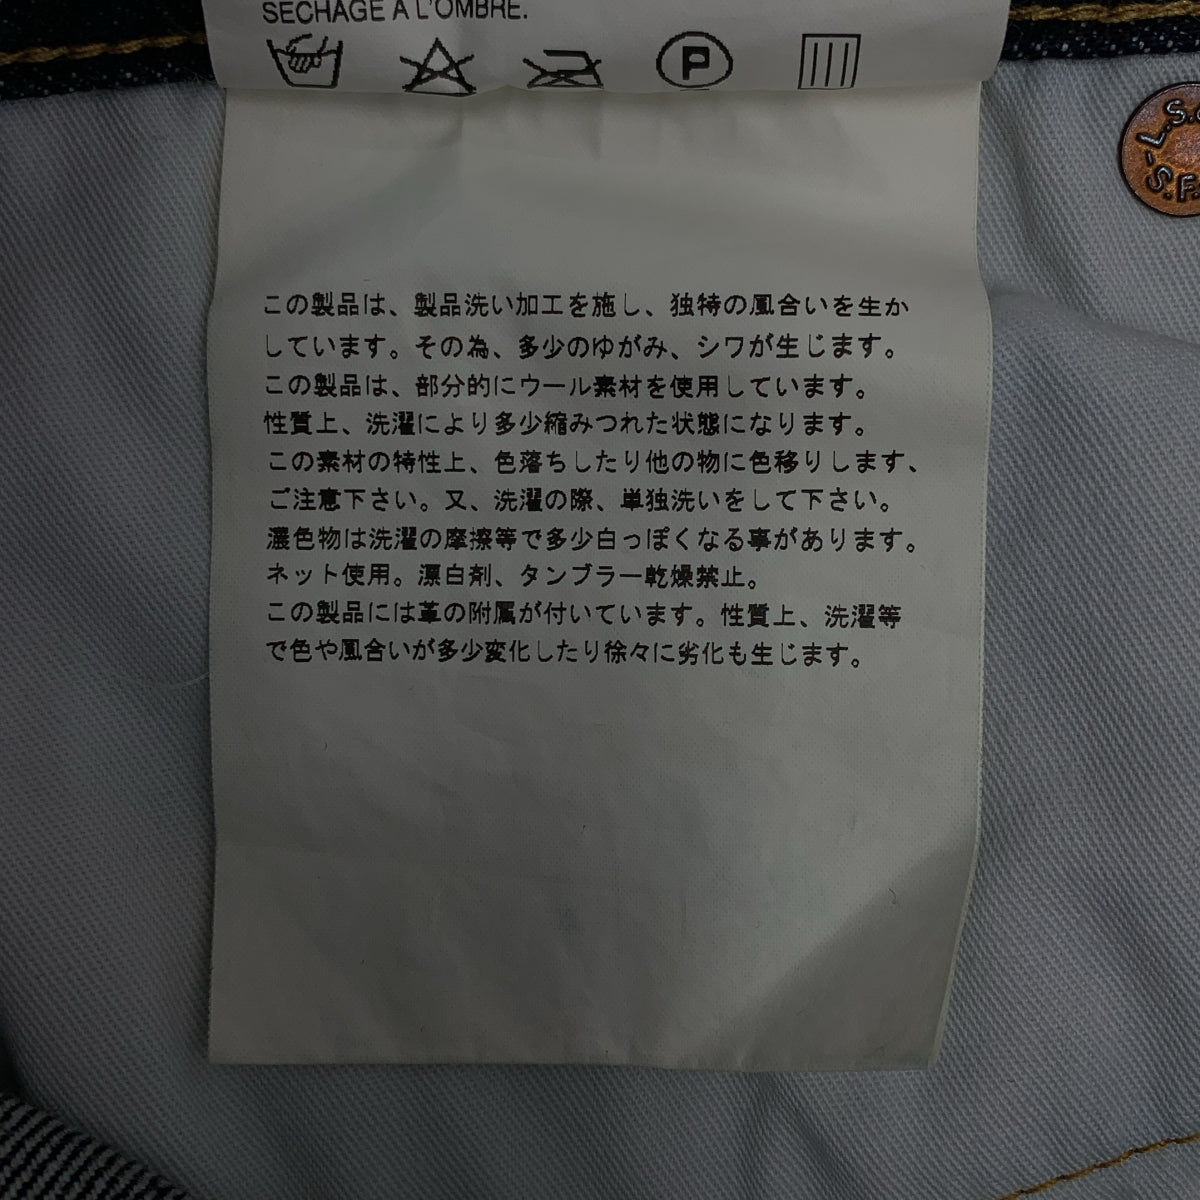 SECHAGE A L'OMBRE.
P
L.S.
-S.F.
この製品は、製品洗い加工を施し、独特の風合いを生か
しています。その為、多少のゆがみ、シワが生じます。
この製品は、部分的にウール素材を使用しています。
性質上、洗濯により多少縮みつれた状態になります。
この素材の特性上、色落ちしたり他の物に色移りします、
ご注意下さい。又、洗濯の際、単独洗いをして下さい。
濃色物は洗濯の摩擦等で多少白っぽくなる事があります。
ネット使用。漂白剤、タンブラー乾燥禁止。
この製品には革の附属が付いています。性質上、洗濯等
で色や風合いが多少変化したり徐々に劣化も生じます。